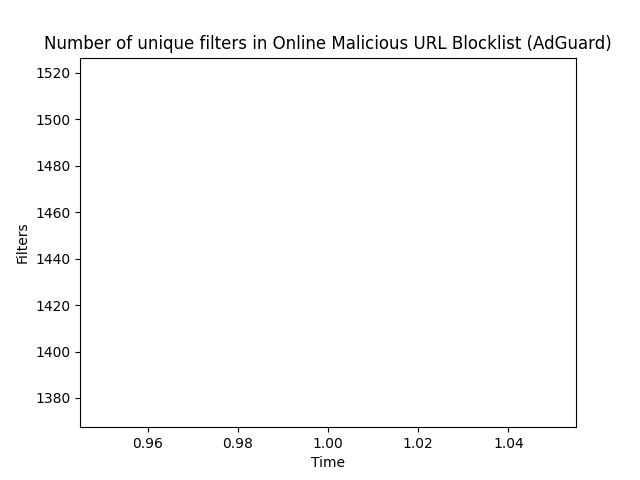 Number of unique filters in Online Malicious URL Blocklist (AdGuard)
1520
1500
1480
1460
1440
1420
1400
1380
Filters
0.96 0.98 1.00 1.02 1.04
Time